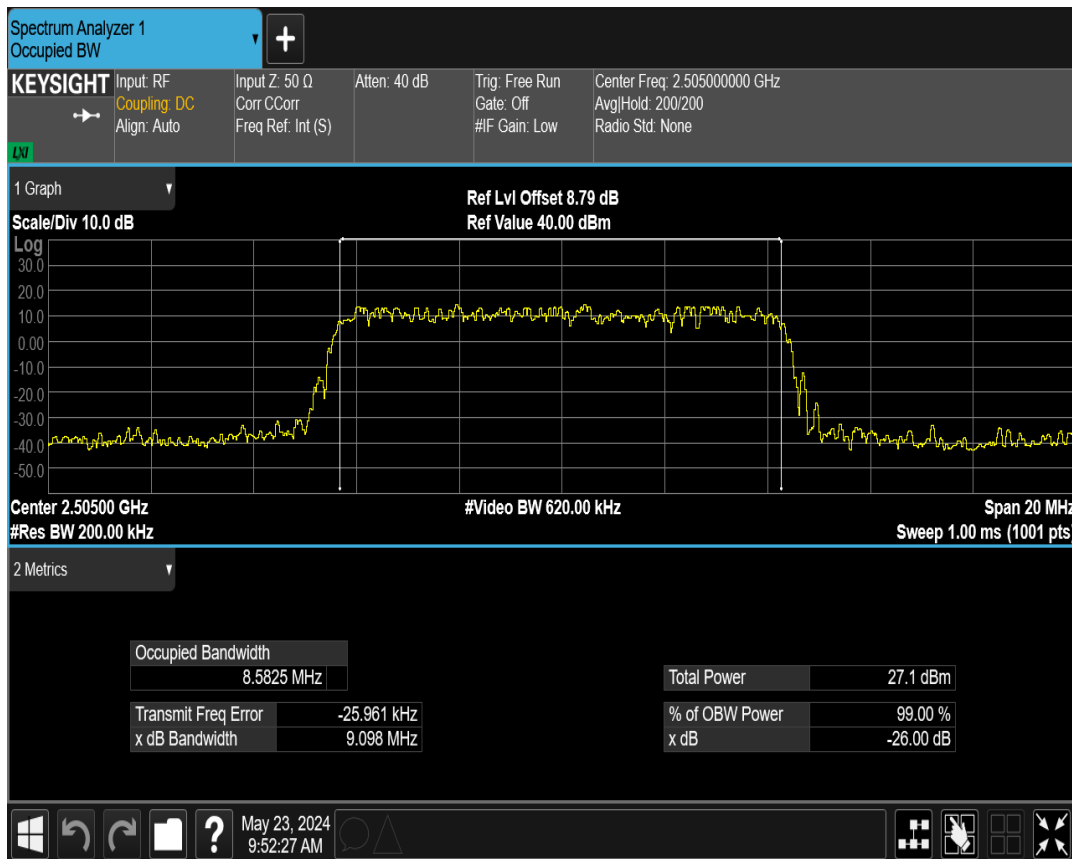 Spectrum Analyzer 1
Occupied BW
KEYSIGHT
LXI
Input: RF
Coupling: DC
Align: Auto
Input Z: 50 Ω
Corr CCorr
Freq Ref: Int (S)
Atten: 40 dB
Trig: Free Run
Gate: Off
#IF Gain: Low
Center Freq: 2.505000000 GHz
Avg|Hold: 200/200
Radio Std: None
1 Graph
Scale/Div 10.0 dB
Ref Lvl Offset 8.79 dB
Ref Value 40.00 dBm
Log
30.0
20.0
10.0
0.00
-10.0
-20.0
-30.0
-40.0
-50.0
Center 2.50500 GHz
#Res BW 200.00 kHz
#Video BW 620.00 kHz
Span 20 MHz
Sweep 1.00 ms (1001 pts)
2 Metrics
Occupied Bandwidth
8.5825 MHz
Transmit Freq Error -25.961 kHz
x dB Bandwidth 9.098 MHz
Total Power 27.1 dBm
% of OBW Power 99.00 %
x dB -26.00 dB
?
May 23, 2024
9:52:27 AM